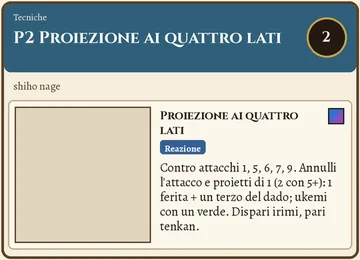 Tecniche
P2 Proiezione ai quattro lati
2
shiho nage
Proiezione ai quattro
lati
Reazione
Contro attacchi 1, 5, 6, 7, 9. Annulli
l'attacco e proietti di 1 (2 con 5+): 1
ferita + un terzo del dado; ukemi
con un verde. Dispari irimi, pari
tenkan.